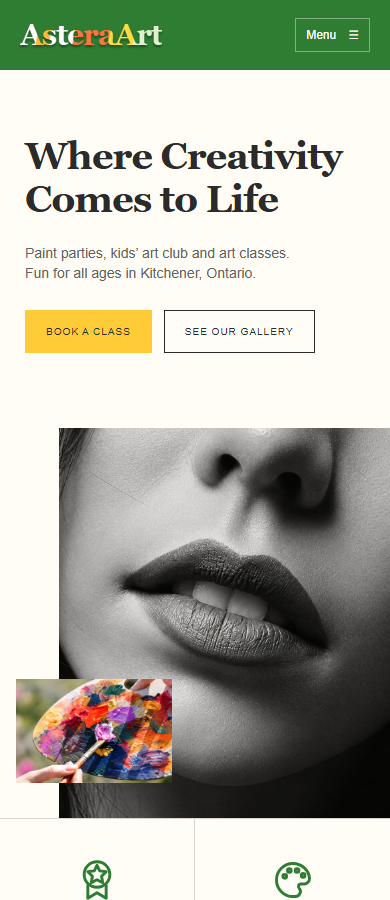 AsteraArt
Menu ☰
Where Creativity
Comes to Life
Paint parties, kids’ art club and art classes.
Fun for all ages in Kitchener, Ontario.
BOOK A CLASS
SEE OUR GALLERY